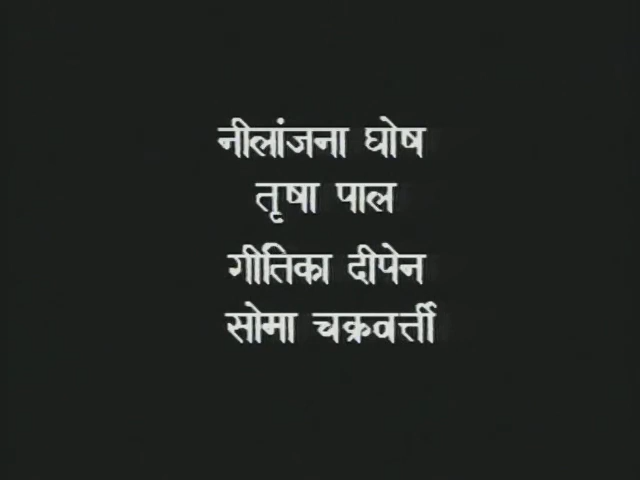 नीलांजना घोष
तृषा पाल
गीतिका दीपेन
सोमा चक्रवर्त्ती